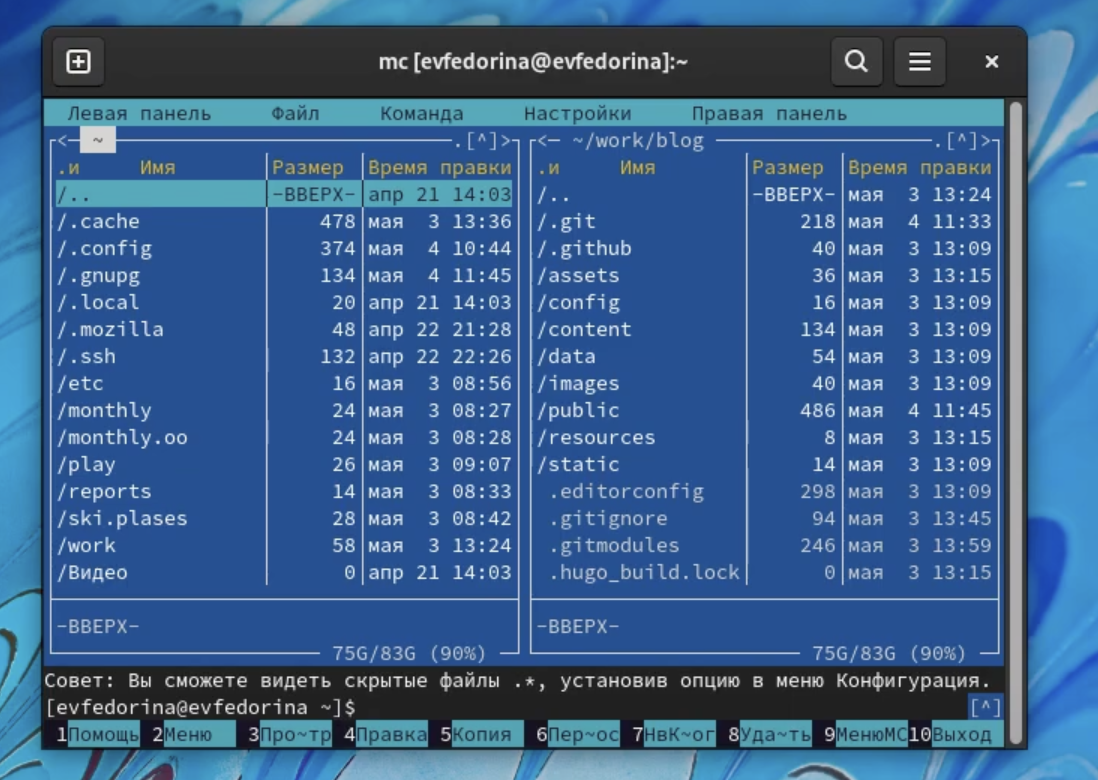 mc [evfedorina@evfedorina]:~
Левая панель Файл Команда Настройки Правая панель
<─ ~ .[^]> <─ ~/work/blog .[^]>
.и Имя Размер Время правки .и Имя Размер Время правки
/.. -ВВЕРХ- апр 21 14:03 /.. -ВВЕРХ- мая 3 13:24
/.cache 478 мая 3 13:36 /.git 218 мая 4 11:33
/.config 374 мая 4 10:44 /.github 40 мая 3 13:09
/.gnupg 134 мая 4 11:45 /assets 36 мая 3 13:15
/.local 20 апр 21 14:03 /config 16 мая 3 13:09
/.mozilla 48 апр 22 21:28 /content 134 мая 3 13:09
/.ssh 132 апр 22 22:26 /data 54 мая 3 13:09
/etc 16 мая 3 08:56 /images 40 мая 3 13:09
/monthly 24 мая 3 08:27 /public 486 мая 4 11:45
/monthly.oo 24 мая 3 08:28 /resources 8 мая 3 13:15
/play 26 мая 3 09:07 /static 14 мая 3 13:09
/reports 14 мая 3 08:33 .editorconfig 298 мая 3 13:09
/ski.plases 28 мая 3 08:42 .gitignore 94 мая 3 13:45
/work 58 мая 3 13:24 .gitmodules 246 мая 3 13:59
/Видео 0 апр 21 14:03 .hugo_build.lock 0 мая 3 13:15
-ВВЕРХ- -ВВЕРХ-
75G/83G (90%) 75G/83G (90%)
Совет: Вы сможете видеть скрытые файлы .*, установив опцию в меню Конфигурация.
[evfedorina@evfedorina ~]$ [^]
1Помощь 2Меню 3Про~тр 4Правка 5Копия 6Пер~ос 7НвК~ог 8Уда~ть 9МенюMC 10Выход